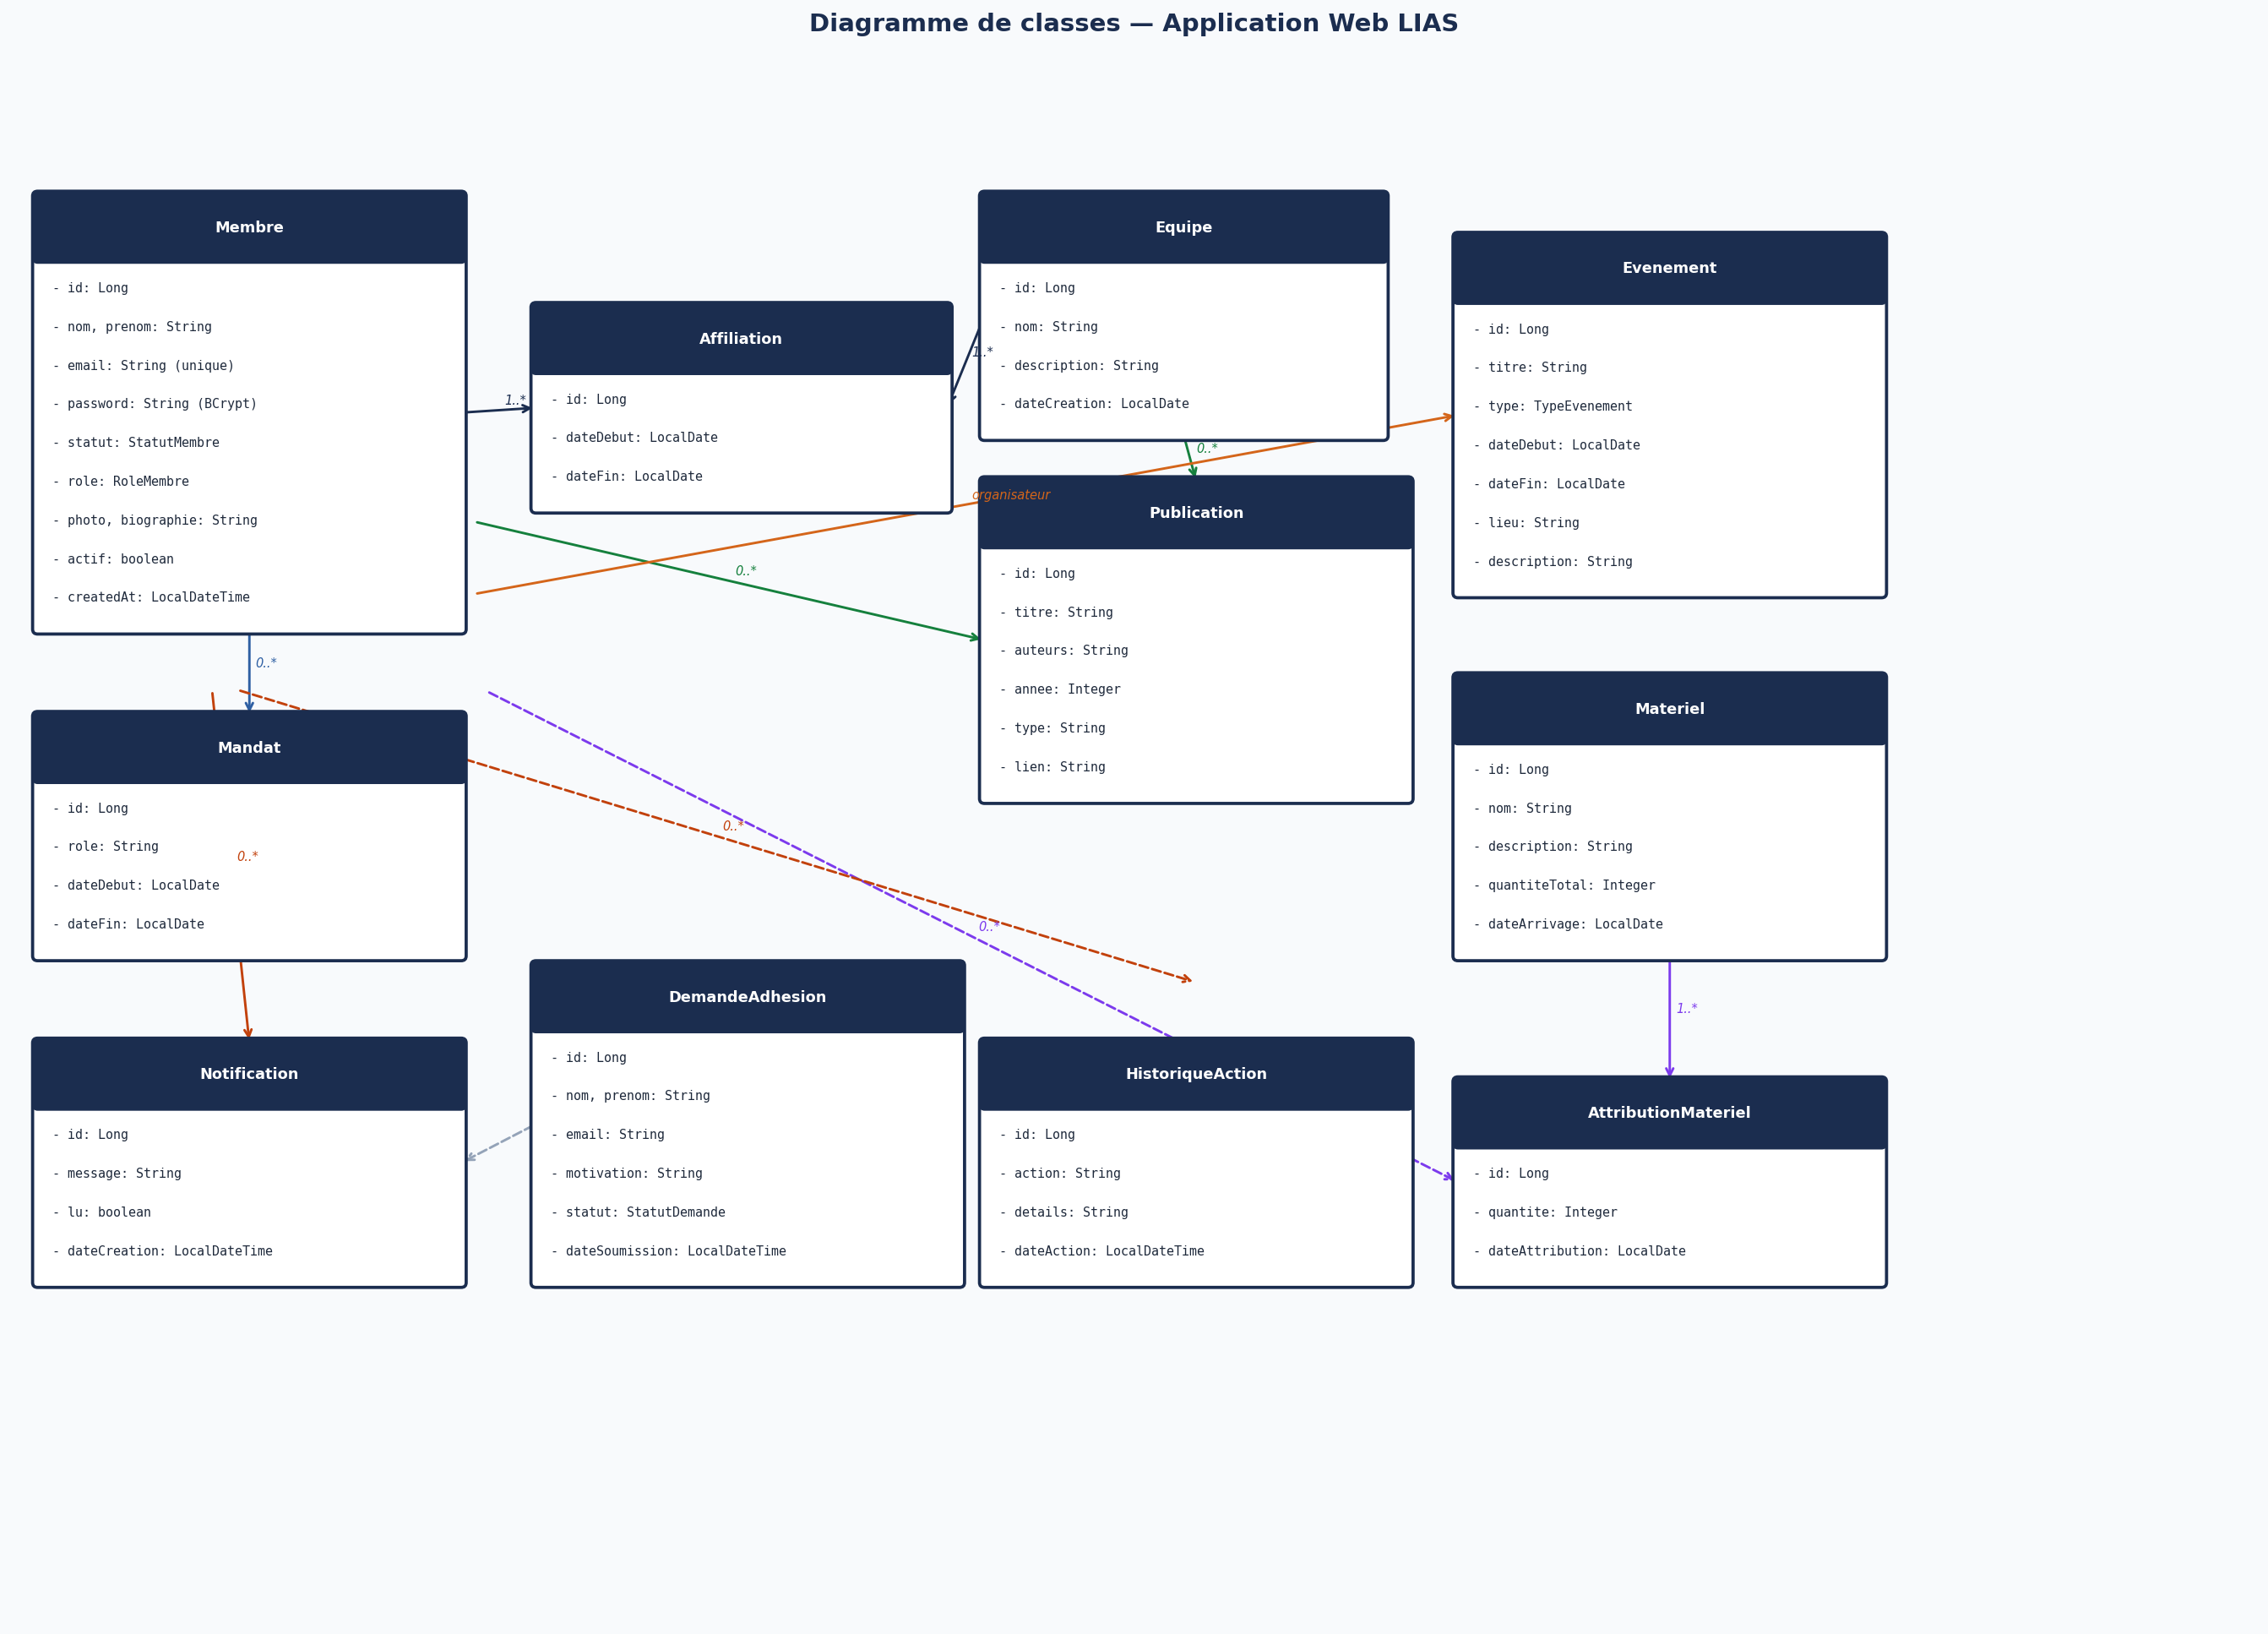 Diagramme de classes — Application Web LIAS
Membre
- id: Long
- nom, prenom: String
- email: String (unique)
- password: String (BCrypt)
- statut: StatutMembre
- role: RoleMembre
- photo, biographie: String
- actif: boolean
- createdAt: LocalDateTime
1..*
Affiliation
- id: Long
- dateDebut: LocalDate
- dateFin: LocalDate
1..*
Equipe
- id: Long
- nom: String
- description: String
- dateCreation: LocalDate
0..*
organisateur
Evenement
- id: Long
- titre: String
- type: TypeEvenement
- dateDebut: LocalDate
- dateFin: LocalDate
- lieu: String
- description: String
0..*
Publication
- id: Long
- titre: String
- auteurs: String
- annee: Integer
- type: String
- lien: String
0..*
Mandat
- id: Long
- role: String
0..*
- dateDebut: LocalDate
- dateFin: LocalDate
0..*
0..*
Materiel
- id: Long
- nom: String
- description: String
- quantiteTotal: Integer
- dateArrivage: LocalDate
1..*
Notification
- id: Long
- message: String
- lu: boolean
- dateCreation: LocalDateTime
DemandeAdhesion
- id: Long
- nom, prenom: String
- email: String
- motivation: String
- statut: StatutDemande
- dateSoumission: LocalDateTime
HistoriqueAction
- id: Long
- action: String
- details: String
- dateAction: LocalDateTime
AttributionMateriel
- id: Long
- quantite: Integer
- dateAttribution: LocalDate